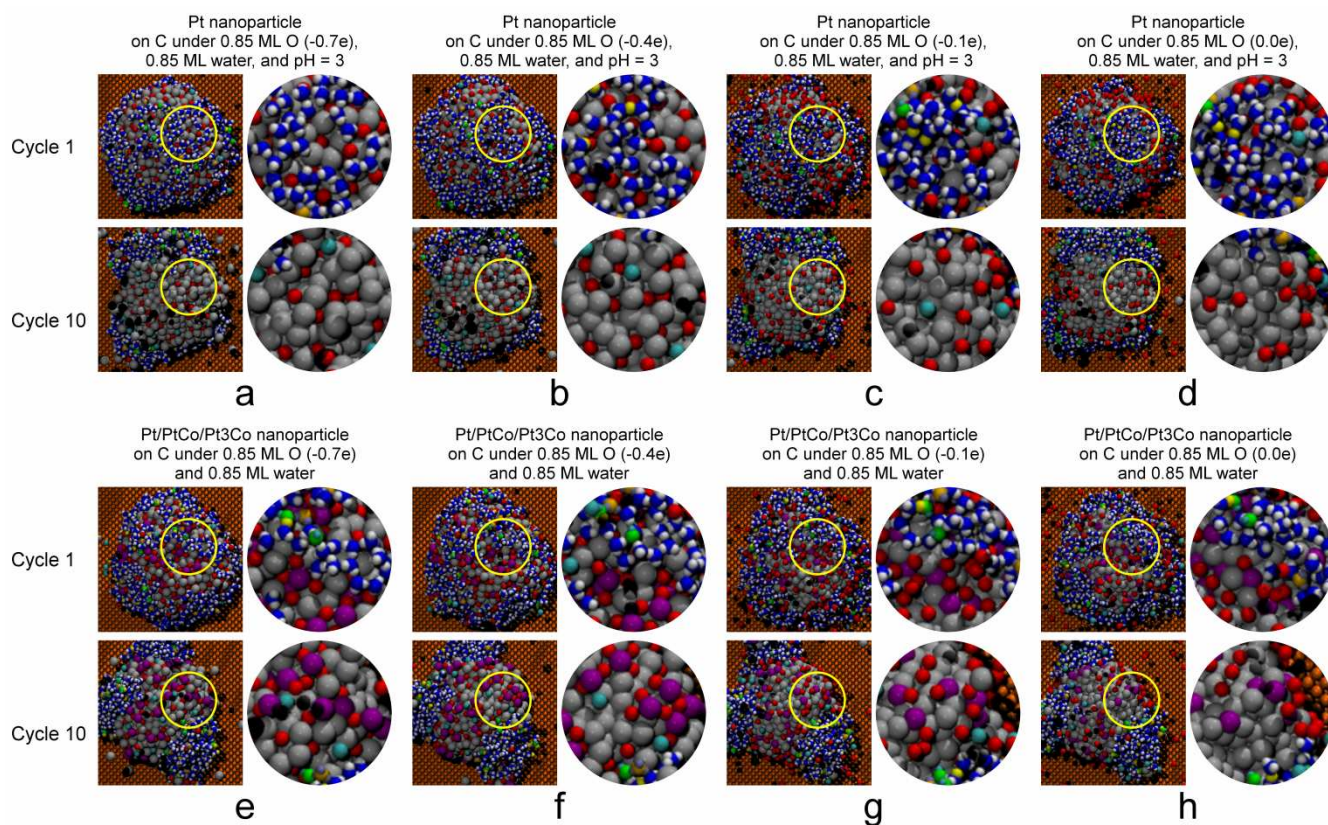 Pt nanoparticle
on C under 0.85 ML O (-0.7e),
0.85 ML water, and pH = 3
Pt nanoparticle
on C under 0.85 ML O (-0.4e),
0.85 ML water, and pH = 3
Pt nanoparticle
on C under 0.85 ML O (-0.1e),
0.85 ML water, and pH = 3
Pt nanoparticle
on C under 0.85 ML O (0.0e),
0.85 ML water, and pH = 3
Cycle 1
Cycle 10
a
b
c
d
Pt/PtCo/Pt3Co nanoparticle
on C under 0.85 ML O (-0.7e)
and 0.85 ML water
Pt/PtCo/Pt3Co nanoparticle
on C under 0.85 ML O (-0.4e)
and 0.85 ML water
Pt/PtCo/Pt3Co nanoparticle
on C under 0.85 ML O (-0.1e)
and 0.85 ML water
Pt/PtCo/Pt3Co nanoparticle
on C under 0.85 ML O (0.0e)
and 0.85 ML water
Cycle 1
Cycle 10
e
f
g
h